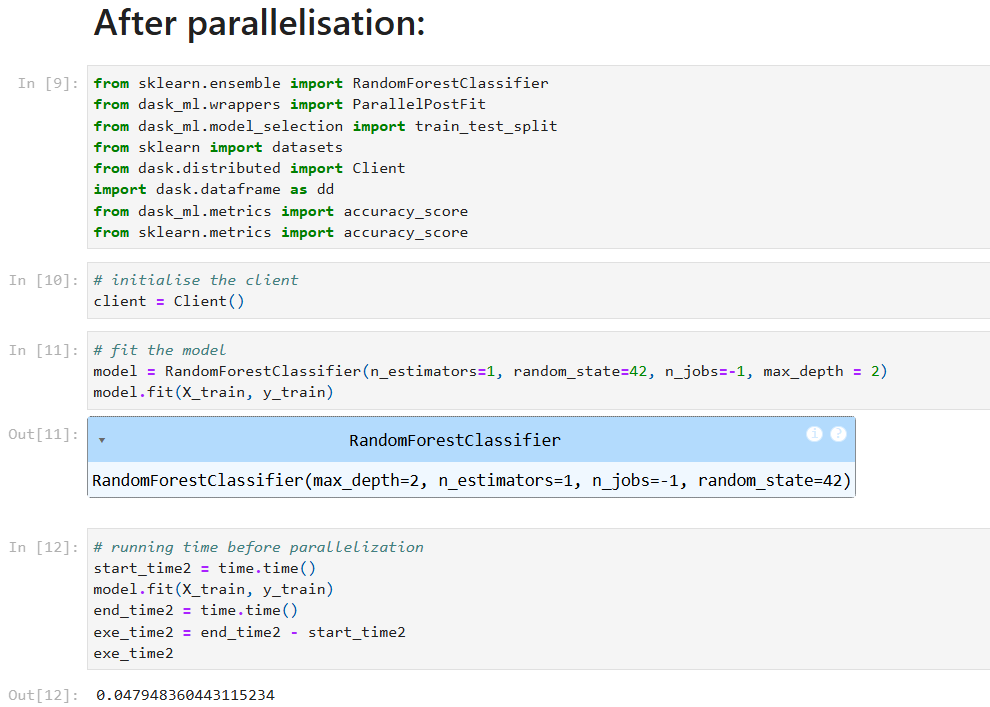 After parallelisation:
In [9]:
from sklearn.ensemble import RandomForestClassifier
from dask_ml.wrappers import ParallelPostFit
from dask_ml.model_selection import train_test_split
from sklearn import datasets
from dask.distributed import Client
import dask.dataframe as dd
from dask_ml.metrics import accuracy_score
from sklearn.metrics import accuracy_score
In [10]:
# initialise the client
client = Client()
In [11]:
# fit the model
model = RandomForestClassifier(n_estimators=1, random_state=42, n_jobs=-1, max_depth = 2)
model.fit(X_train, y_train)
Out[11]:
▾ RandomForestClassifier i ?
RandomForestClassifier(max_depth=2, n_estimators=1, n_jobs=-1, random_state=42)
In [12]:
# running time before parallelization
start_time2 = time.time()
model.fit(X_train, y_train)
end_time2 = time.time()
exe_time2 = end_time2 - start_time2
exe_time2
Out[12]:
0.047948360443115234